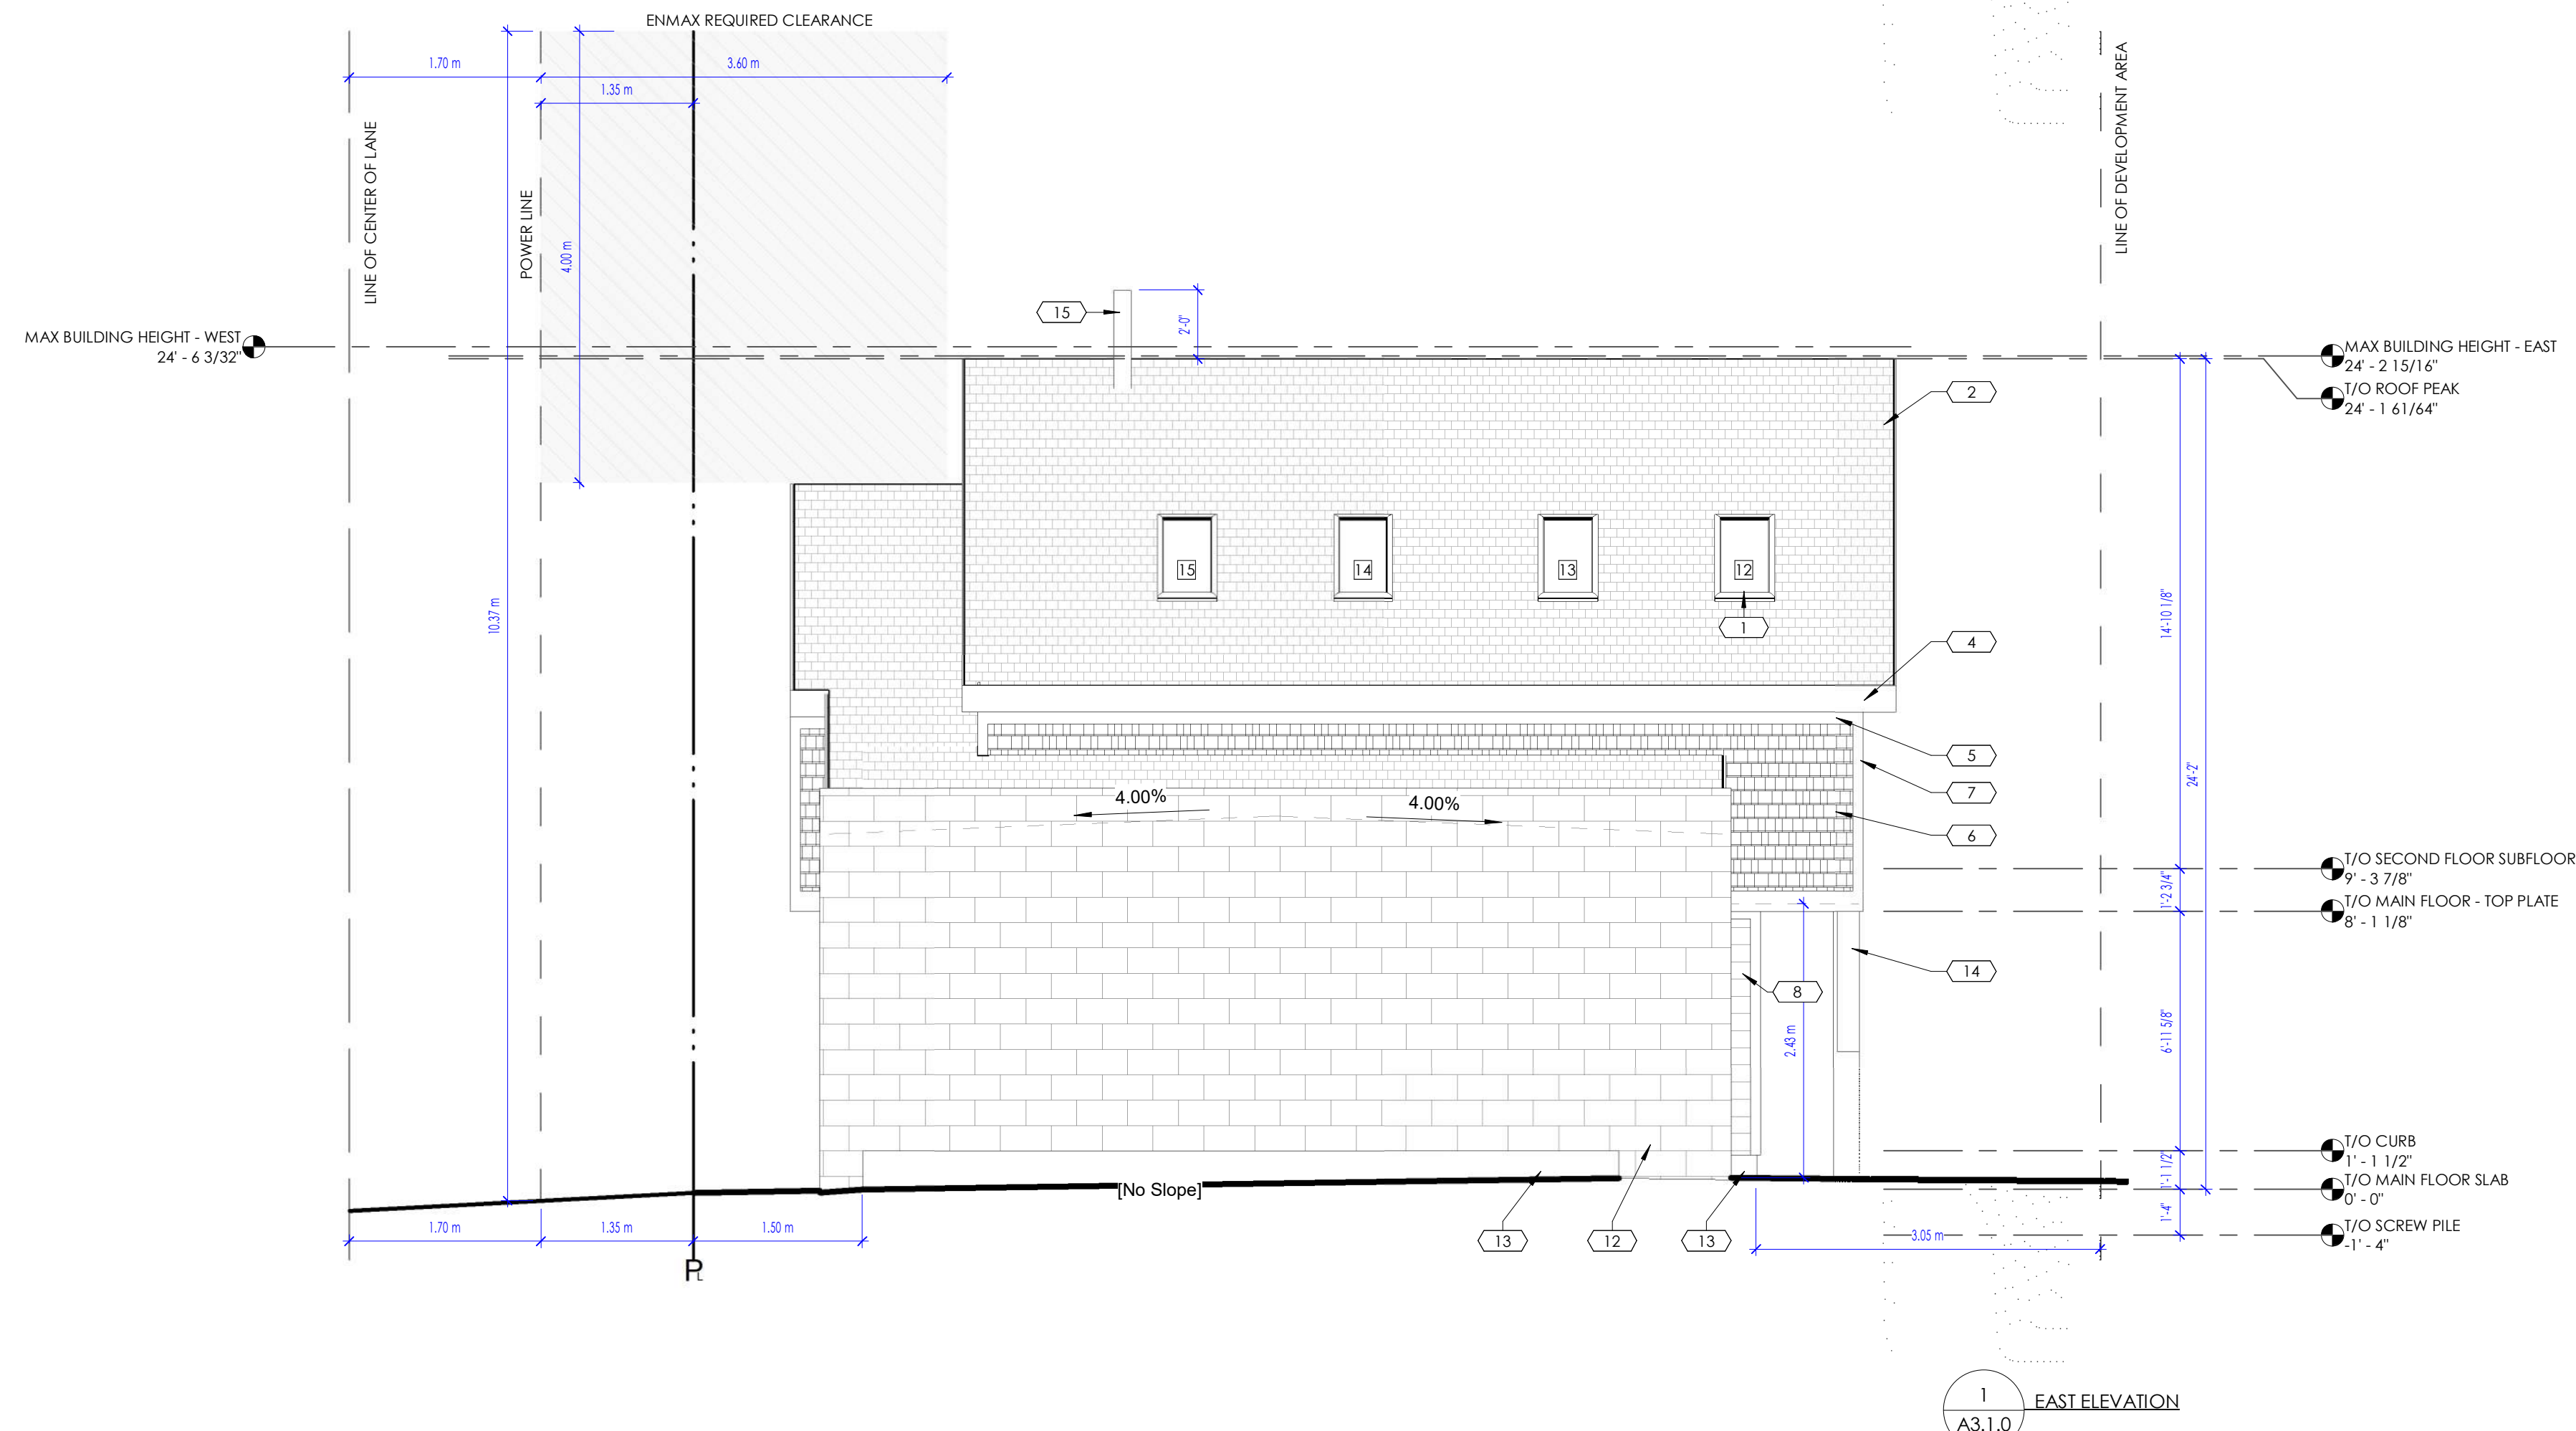 ENMAX REQUIRED CLEARANCE
1.70 m
3.60 m
1.35 m
LINE OF CENTER OF LANE
POWER LINE
4.00 m
10.37 m
LINE OF DEVELOPMENT AREA
MAX BUILDING HEIGHT - WEST
24' - 6 3/32"
15
2'-0"
MAX BUILDING HEIGHT - EAST
24' - 2 15/16"
T/O ROOF PEAK
24' - 1 61/64"
2
15
14
13
12
1
4
5
7
6
14'-10 1/8"
24'-2"
4.00%
4.00%
T/O SECOND FLOOR SUBFLOOR
9' - 3 7/8"
1'-2 3/4"
T/O MAIN FLOOR - TOP PLATE
8' - 1 1/8"
14
8
2.43 m
6'-11 5/8"
T/O CURB
1' - 1 1/2"
1'-1 1/2"
T/O MAIN FLOOR SLAB
0' - 0"
1'-4"
T/O SCREW PILE
-1' - 4"
[No Slope]
1.70 m
1.35 m
1.50 m
13
12
13
3.05 m
PL
1
A3.1.0
EAST ELEVATION